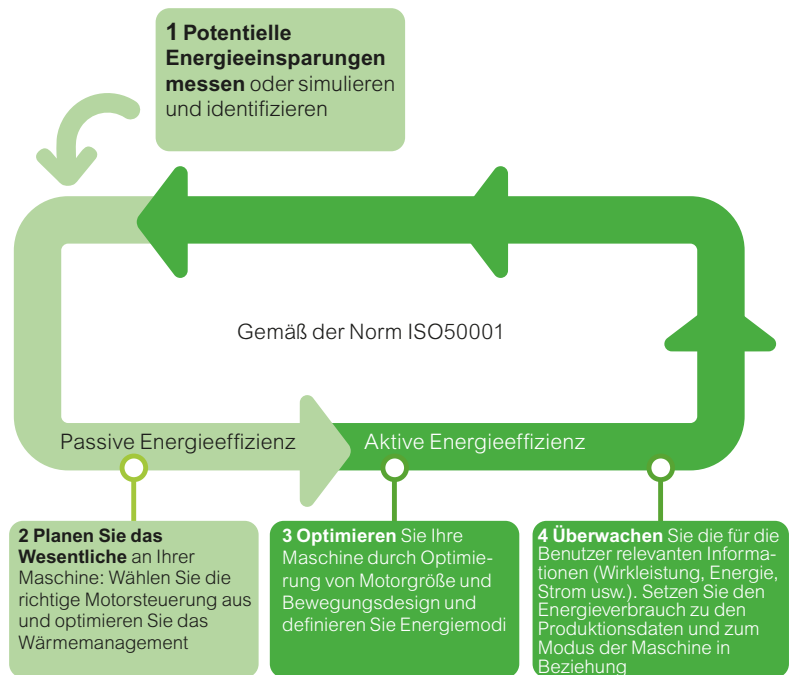 1 Potentielle
Energieeinsparungen
messen oder simulieren
und identifizieren
Gemäß der Norm ISO50001
Passive Energieeffizienz
Aktive Energieeffizienz
2 Planen Sie das
Wesentliche an Ihrer
Maschine: Wählen Sie die
richtige Motorsteuerung aus
und optimieren Sie das
Wärmemanagement
3 Optimieren Sie Ihre
Maschine durch Optimie-
rung von Motorgröße und
Bewegungsdesign und
definieren Sie Energiemodi
4 Überwachen Sie die für die
Benutzer relevanten Informa-
tionen (Wirkleistung, Energie,
Strom usw.). Setzen Sie den
Energieverbrauch zu den
Produktionsdaten und zum
Modus der Maschine in
Beziehung